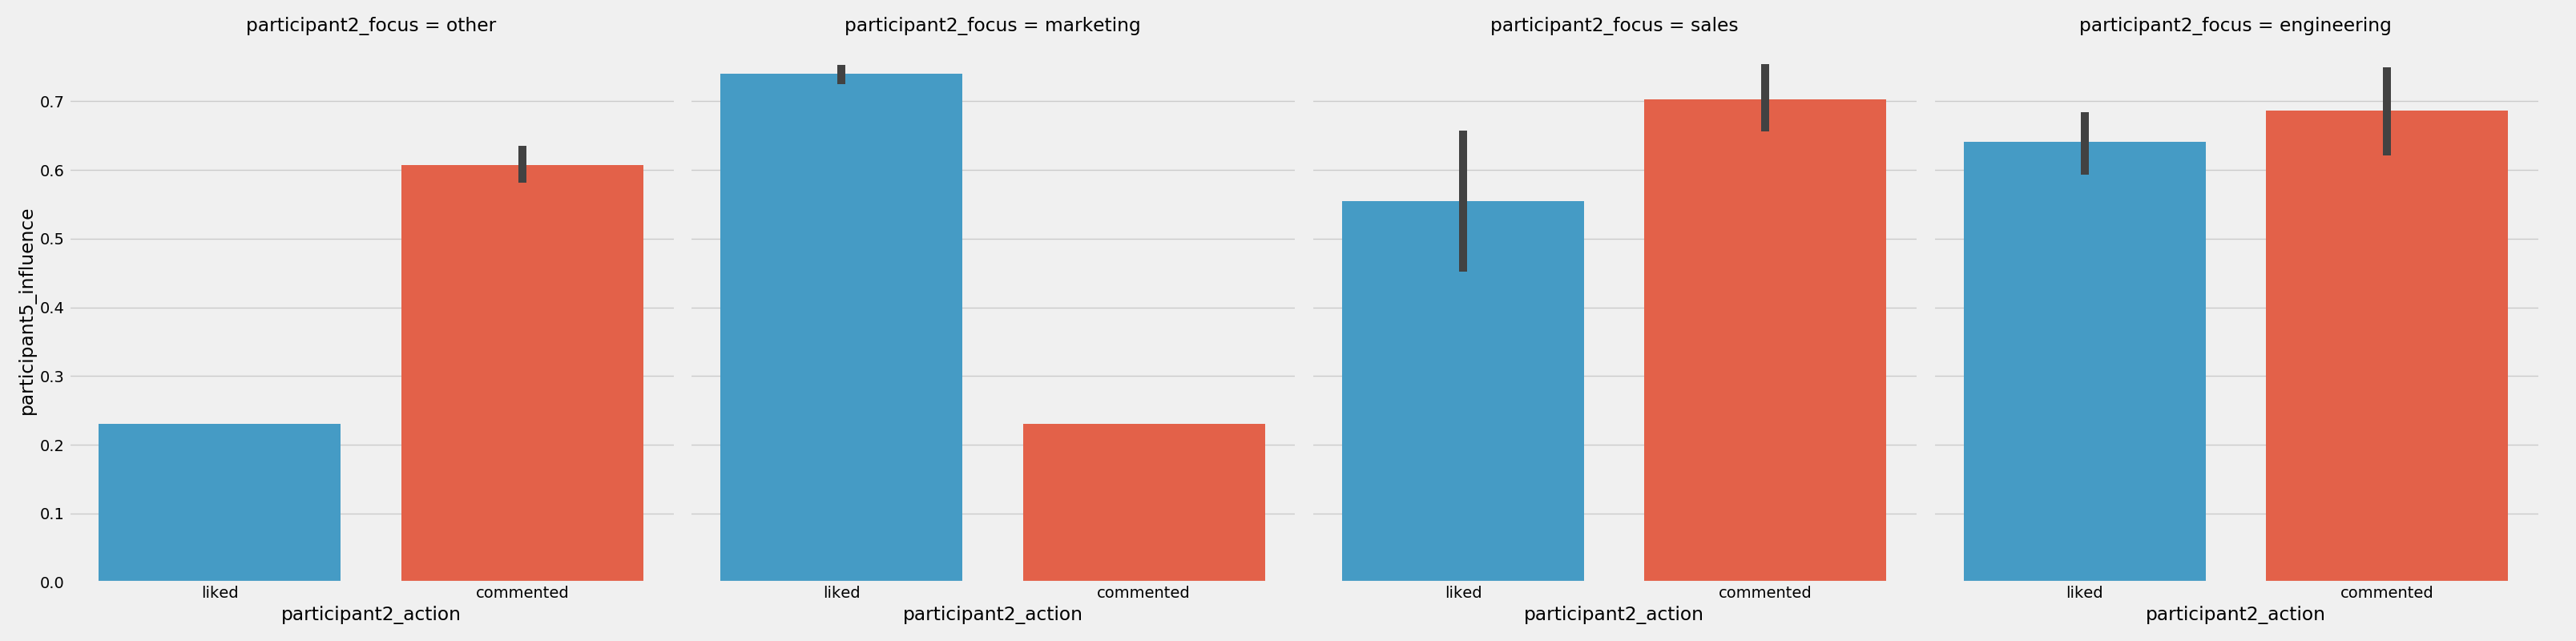 participant2_focus = other
participant2_focus = marketing
participant2_focus = sales
participant2_focus = engineering
participant5_influence
0.7
0.6
0.5
0.4
0.3
0.2
0.1
0.0
liked
commented
liked
commented
liked
commented
liked
commented
participant2_action
participant2_action
participant2_action
participant2_action